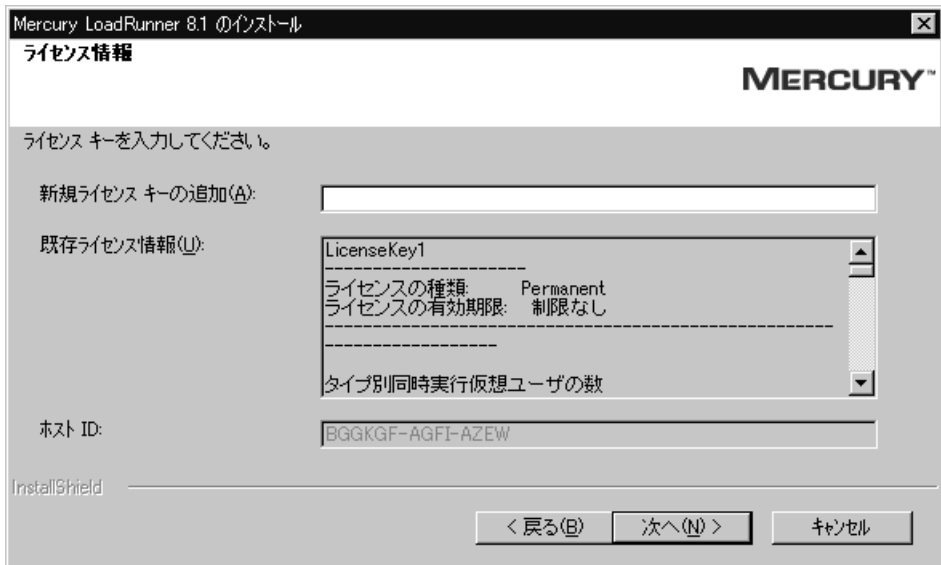 Mercury LoadRunner 8.1 のインストール
ライセンス情報
MERCURY™
ライセンス キーを入力してください。
新規ライセンス キーの追加(A):
既存ライセンス情報(U):
LicenseKey1
---------------------
ライセンスの種類: Permanent
ライセンスの有効期限: 制限なし
-----------------------------------------------------
------------------
タイプ別同時実行仮想ユーザの数
ホスト ID:
BGGKGF-AGFI-AZEW
InstallShield
< 戻る(B)
次へ(N) >
キャンセル